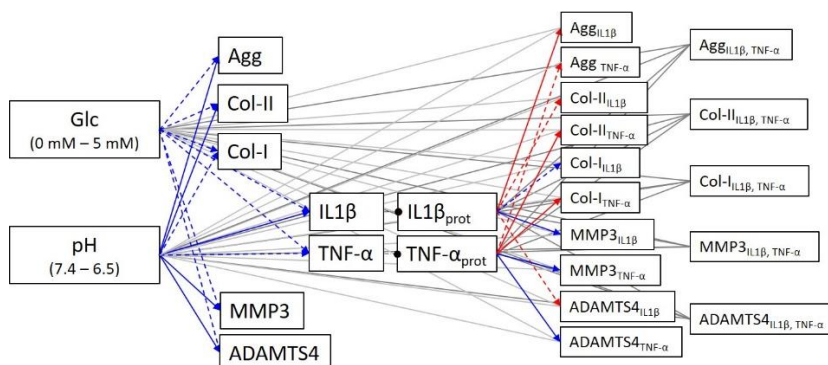 Glc
(0 mM – 5 mM)
pH
(7.4 – 6.5)
Agg
Col-II
Col-I
IL1β
TNF-α
MMP3
ADAMTS4
IL1βprot
TNF-αprot
AggIL1β
Agg TNF-α
Col-IIIL1β
Col-IITNF-α
Col-IIL1β
Col-ITNF-α
MMP3IL1β
MMP3TNF-α
ADAMTS4IL1β
ADAMTS4TNF-α
AggIL1β, TNF-α
Col-IIIL1β, TNF-α
Col-IIL1β, TNF-α
MMP3IL1β, TNF-α
ADAMTS4IL1β, TNF-α